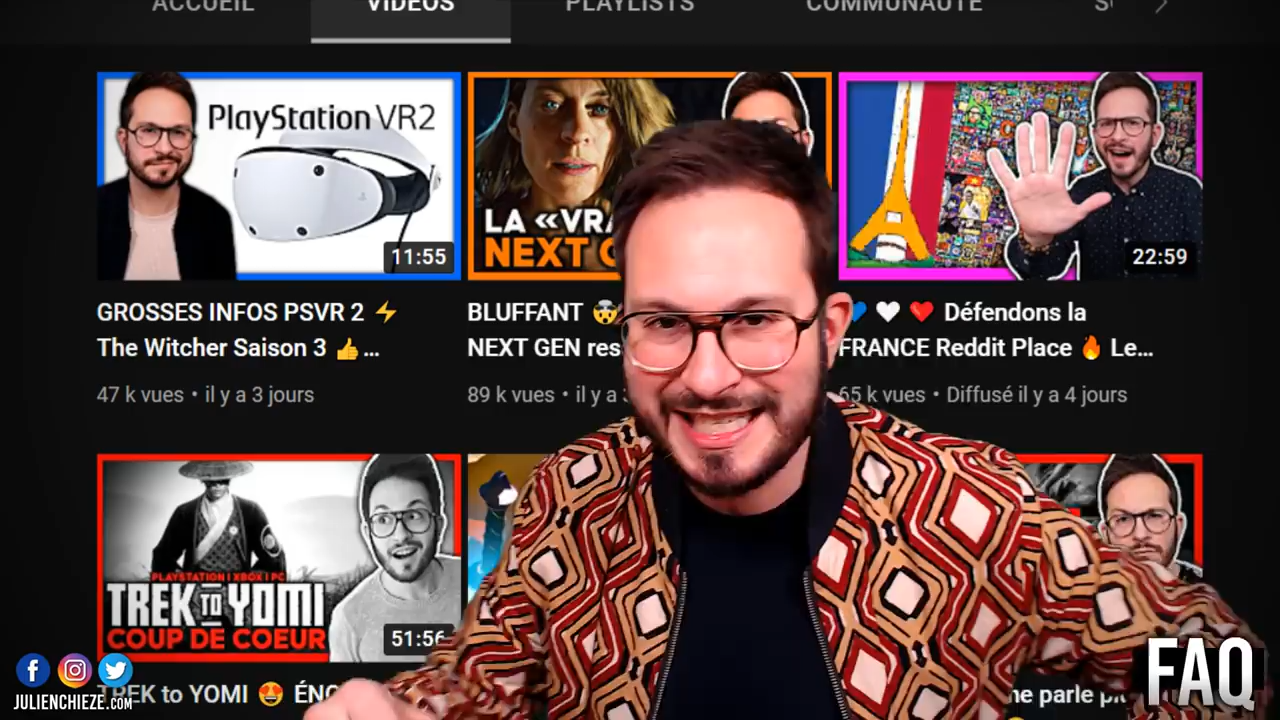 ACCUEIL VIDÉOS PLAYLISTS COMMUNAUTÉ
PlayStation VR2
11:55
LA «VRA
NEXT
22:59
GROSSES INFOS PSVR 2 ⚡
The Witcher Saison 3 👍...
47 k vues • il y a 3 jours
BLUFFANT 🤯
NEXT GEN res
89 k vues • il y a
💙 🤍 ❤️ Défendons la
FRANCE Reddit Place 🔥 Le...
65 k vues • Diffusé il y a 4 jours
PLAYSTATION | XBOX | PC
TREK TO YOMI
COUP DE COEUR
51:56
TREK to YOMI 😍 ÉNO
ne parle pl
JULIENCHIEZE.COM
FAQ